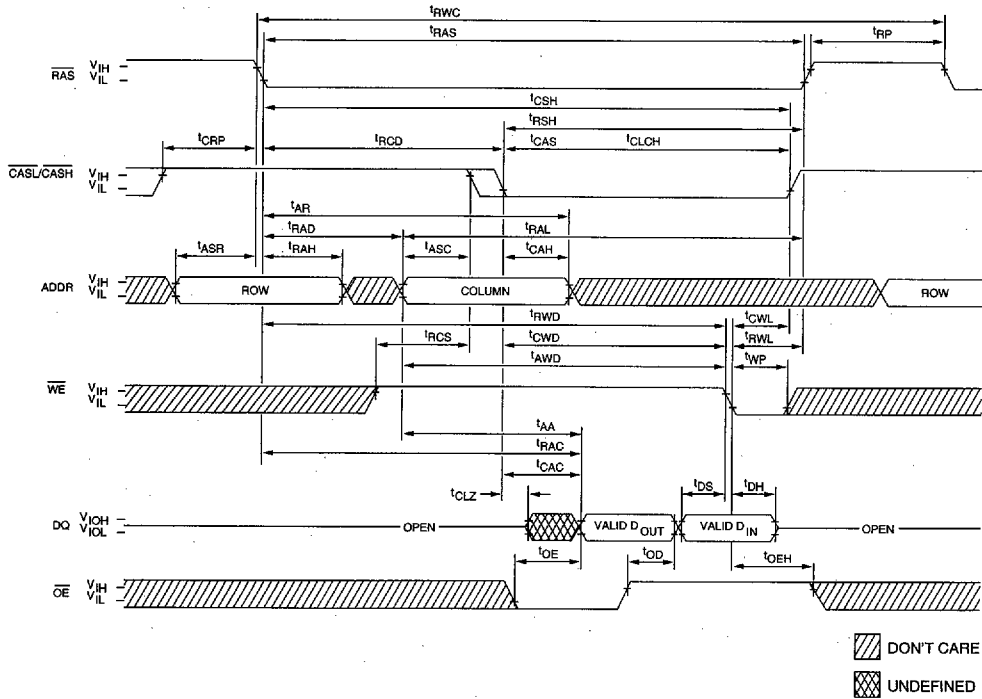 tRWC
tRAS
tRP
RAS
VIH
VIL
tCSH
tRSH
tCRP
tRCD
tCAS
tCLCH
CASL/CASH
VIH
VIL
tAR
tRAD
tRAL
tASR
tRAH
tASC
tCAH
ADDR
VIH
VIL
ROW
COLUMN
ROW
tRWD
tCWL
tRCS
tCWD
tRWL
tAWD
tWP
WE
VIH
VIL
tAA
tRAC
tCAC
tCLZ
tDS
tDH
DQ
VIOH
VIOL
OPEN
VALID DOUT
VALID DIN
OPEN
tOE
tOD
tOEH
OE
VIH
VIL
DON'T CARE
UNDEFINED